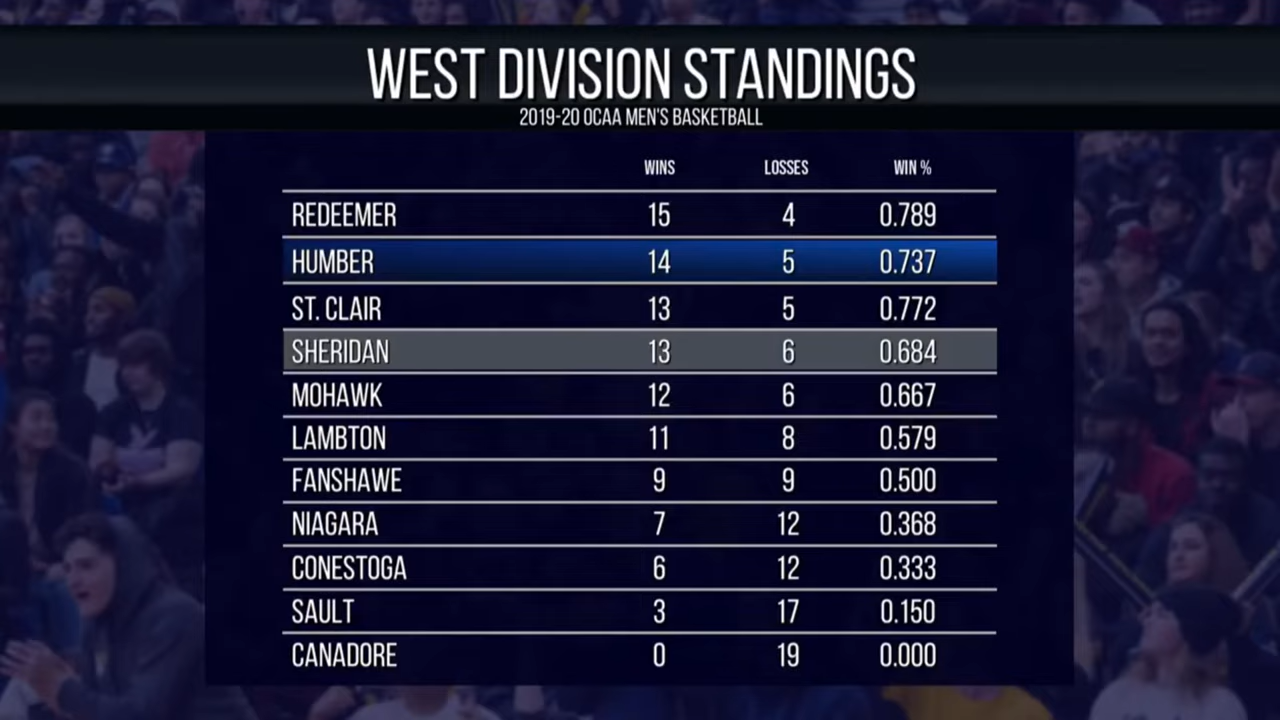 WEST DIVISION STANDINGS
2019-20 OCAA MEN'S BASKETBALL
WINS LOSSES WIN %
REDEEMER 15 4 0.789
HUMBER 14 5 0.737
ST. CLAIR 13 5 0.772
SHERIDAN 13 6 0.684
MOHAWK 12 6 0.667
LAMBTON 11 8 0.579
FANSHAWE 9 9 0.500
NIAGARA 7 12 0.368
CONESTOGA 6 12 0.333
SAULT 3 17 0.150
CANADORE 0 19 0.000